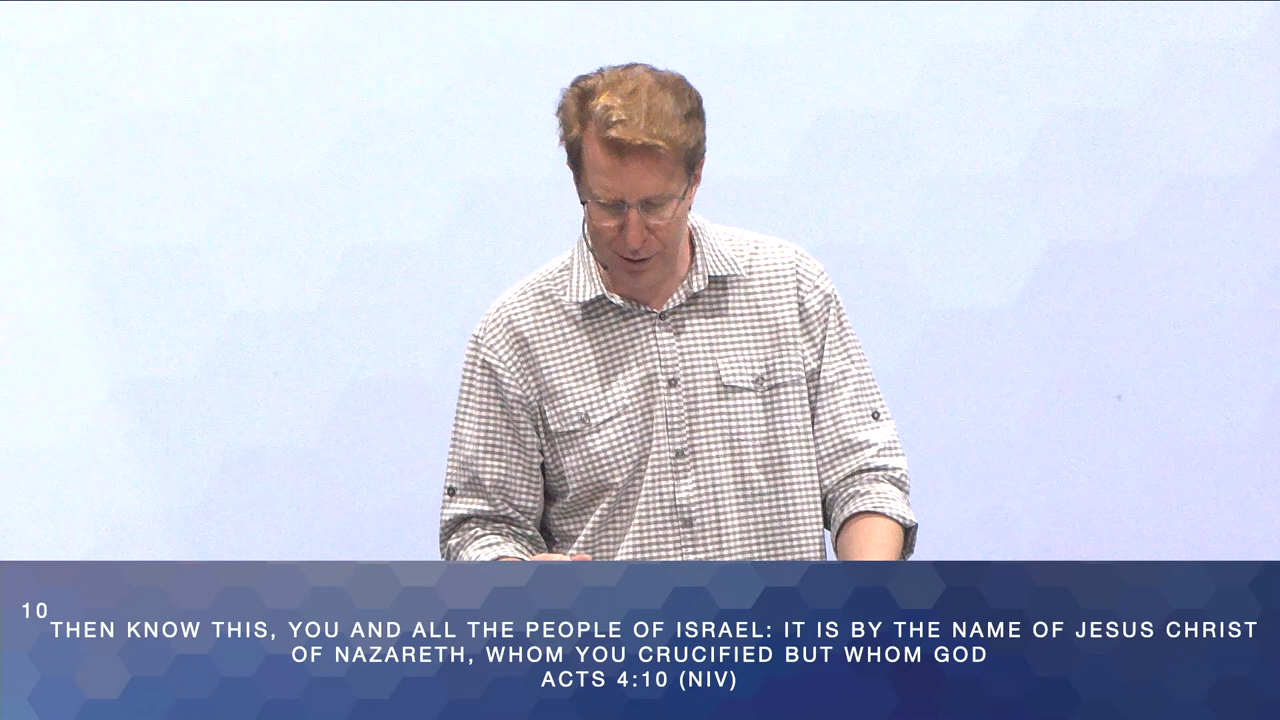 10
THEN KNOW THIS, YOU AND ALL THE PEOPLE OF ISRAEL: IT IS BY THE NAME OF JESUS CHRIST
OF NAZARETH, WHOM YOU CRUCIFIED BUT WHOM GOD
ACTS 4:10 (NIV)